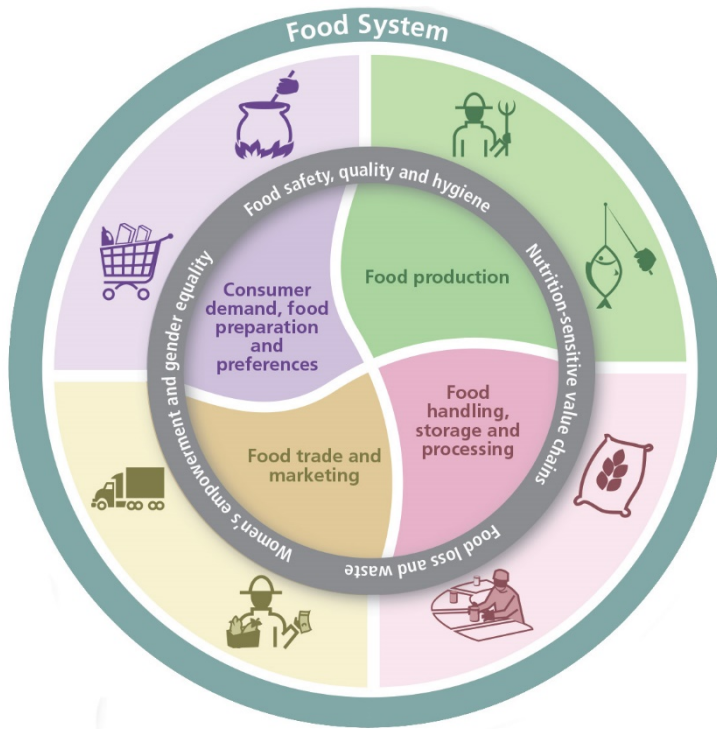 Food System
Food safety, quality and hygiene
Nutrition-sensitive value chains
Food loss and waste
Women's empowerment and gender equality
Consumer
demand, food
preparation
and
preferences
Food production
Food
handling,
storage and
processing
Food trade and
marketing